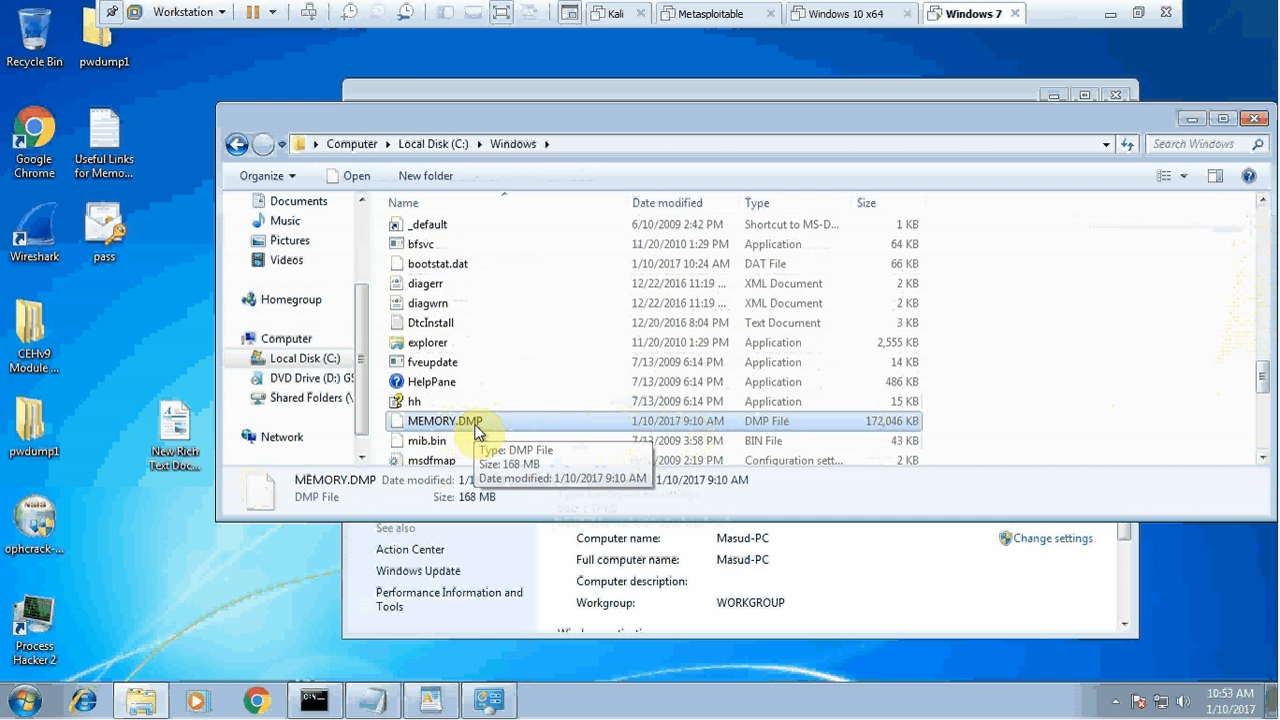 Workstation
Kali
Metasploitable
Windows 10 x64
Windows 7
Recycle Bin
pwdump1
Google Chrome
Useful Links for Memo...
Wireshark
pass
CEHv9 Module ...
pwdump1
New Rich Text Doc...
ophcrack-...
Process Hacker 2
Computer
Local Disk (C:)
Windows
Search Windows
Organize
Open
New folder
Documents
Music
Pictures
Videos
Homegroup
Computer
Local Disk (C:)
DVD Drive (D:) GS
Shared Folders (\
Network
Name Date modified Type Size
_default 6/10/2009 2:42 PM Shortcut to MS-D... 1 KB
bfsvc 11/20/2010 1:29 PM Application 64 KB
bootstat.dat 1/10/2017 10:24 AM DAT File 66 KB
diagerr 12/22/2016 11:19 ... XML Document 2 KB
diagwrn 12/22/2016 11:19 ... XML Document 2 KB
DtcInstall 12/20/2016 8:04 PM Text Document 3 KB
explorer 11/20/2010 1:29 PM Application 2,555 KB
fveupdate 7/13/2009 6:14 PM Application 14 KB
HelpPane 7/13/2009 6:14 PM Application 486 KB
hh 7/13/2009 6:14 PM Application 15 KB
MEMORY.DMP 1/10/2017 9:10 AM DMP File 172,046 KB
mib.bin 7/13/2009 3:58 PM BIN File 43 KB
msdfmap 2:19 PM Configuration sett...
Type: DMP File
Size: 168 MB
Date modified: 1/10/2017 9:10 AM
MEMORY.DMP Date modified: 1/10/2017 9:10 AM
DMP File Size: 168 MB
See also
Action Center
Windows Update
Performance Information and Tools
Computer name: Masud-PC
Change settings
Full computer name: Masud-PC
Computer description:
Workgroup: WORKGROUP
10:53 AM
1/10/2017